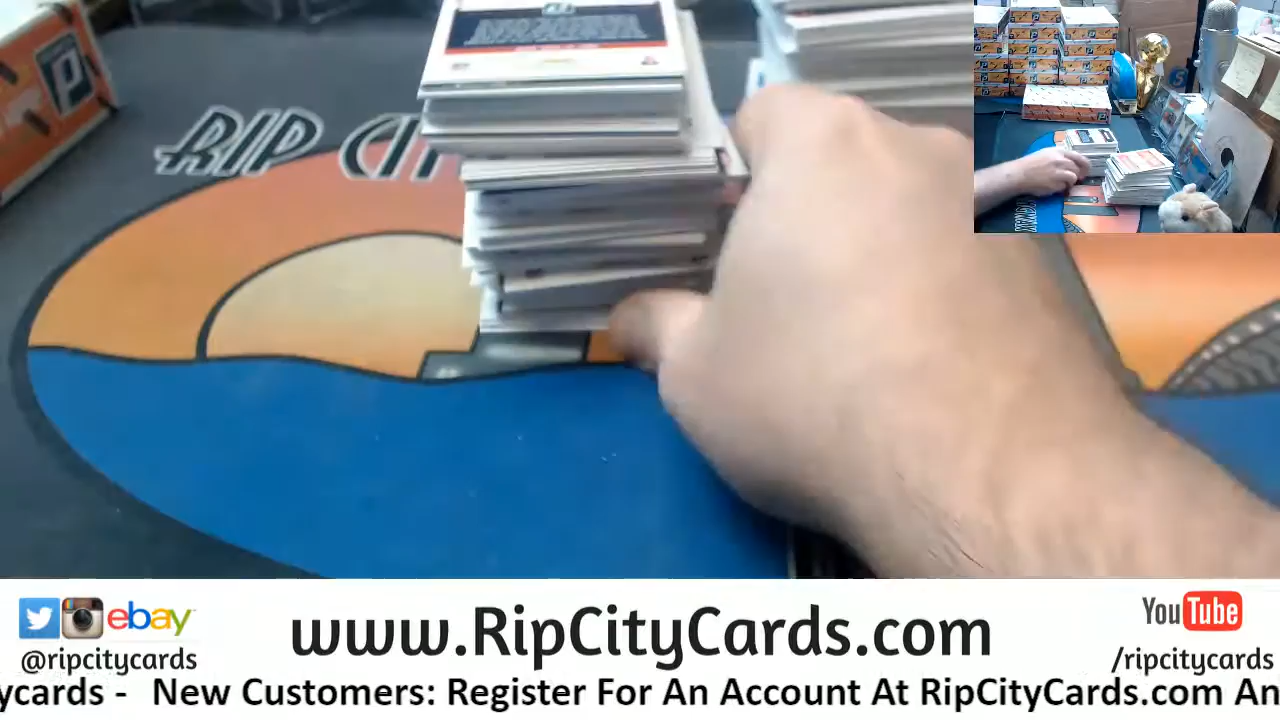 RIP CI
www.RipCityCards.com
ebay
@ripcitycards
YouTube
/ripcitycards
ycards - New Customers: Register For An Account At RipCityCards.com An